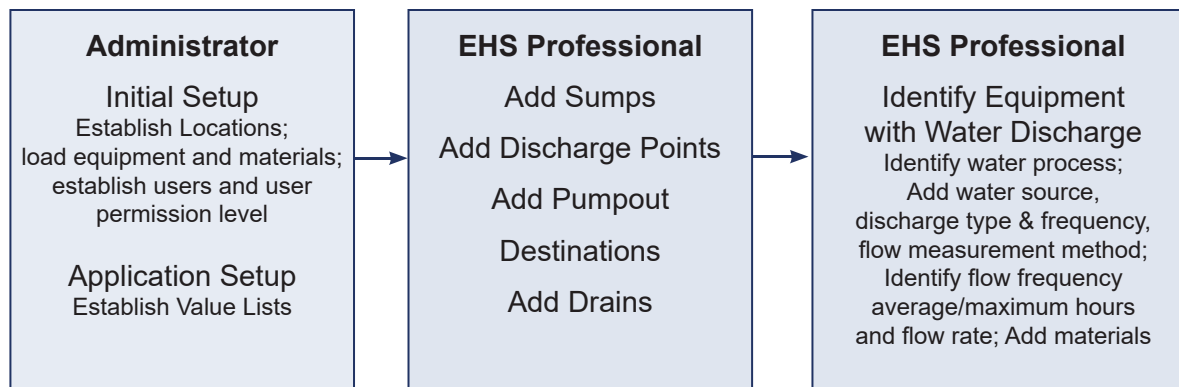 Administrator
Initial Setup
Establish Locations;
load equipment and materials;
establish users and user
permission level
Application Setup
Establish Value Lists
EHS Professional
Add Sumps
Add Discharge Points
Add Pumpout
Destinations
Add Drains
EHS Professional
Identify Equipment
with Water Discharge
Identify water process;
Add water source,
discharge type & frequency,
flow measurement method;
Identify flow frequency
average/maximum hours
and flow rate; Add materials